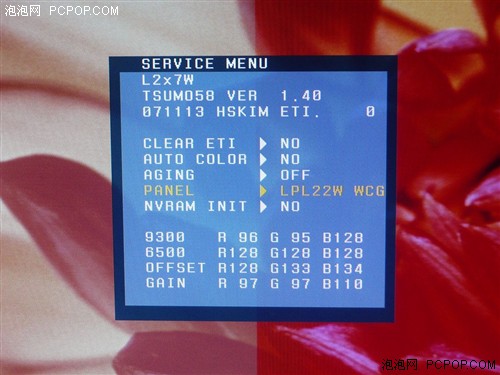 泡泡网 PCPOP.COM
SERVICE MENU
L2x7W
TSUMO58 VER 1.40
071113 HSKIM ETI. 0
CLEAR ETI ▶ NO
AUTO COLOR ▶ NO
AGING ▶ OFF
PANEL ▶ LPL22W WCG
NVRAM INIT ▶ NO
9300 R 96 G 95 B128
6500 R128 G128 B128
OFFSET R128 G133 B134
GAIN R 97 G 97 B110
泡泡网 PCPOP.COM